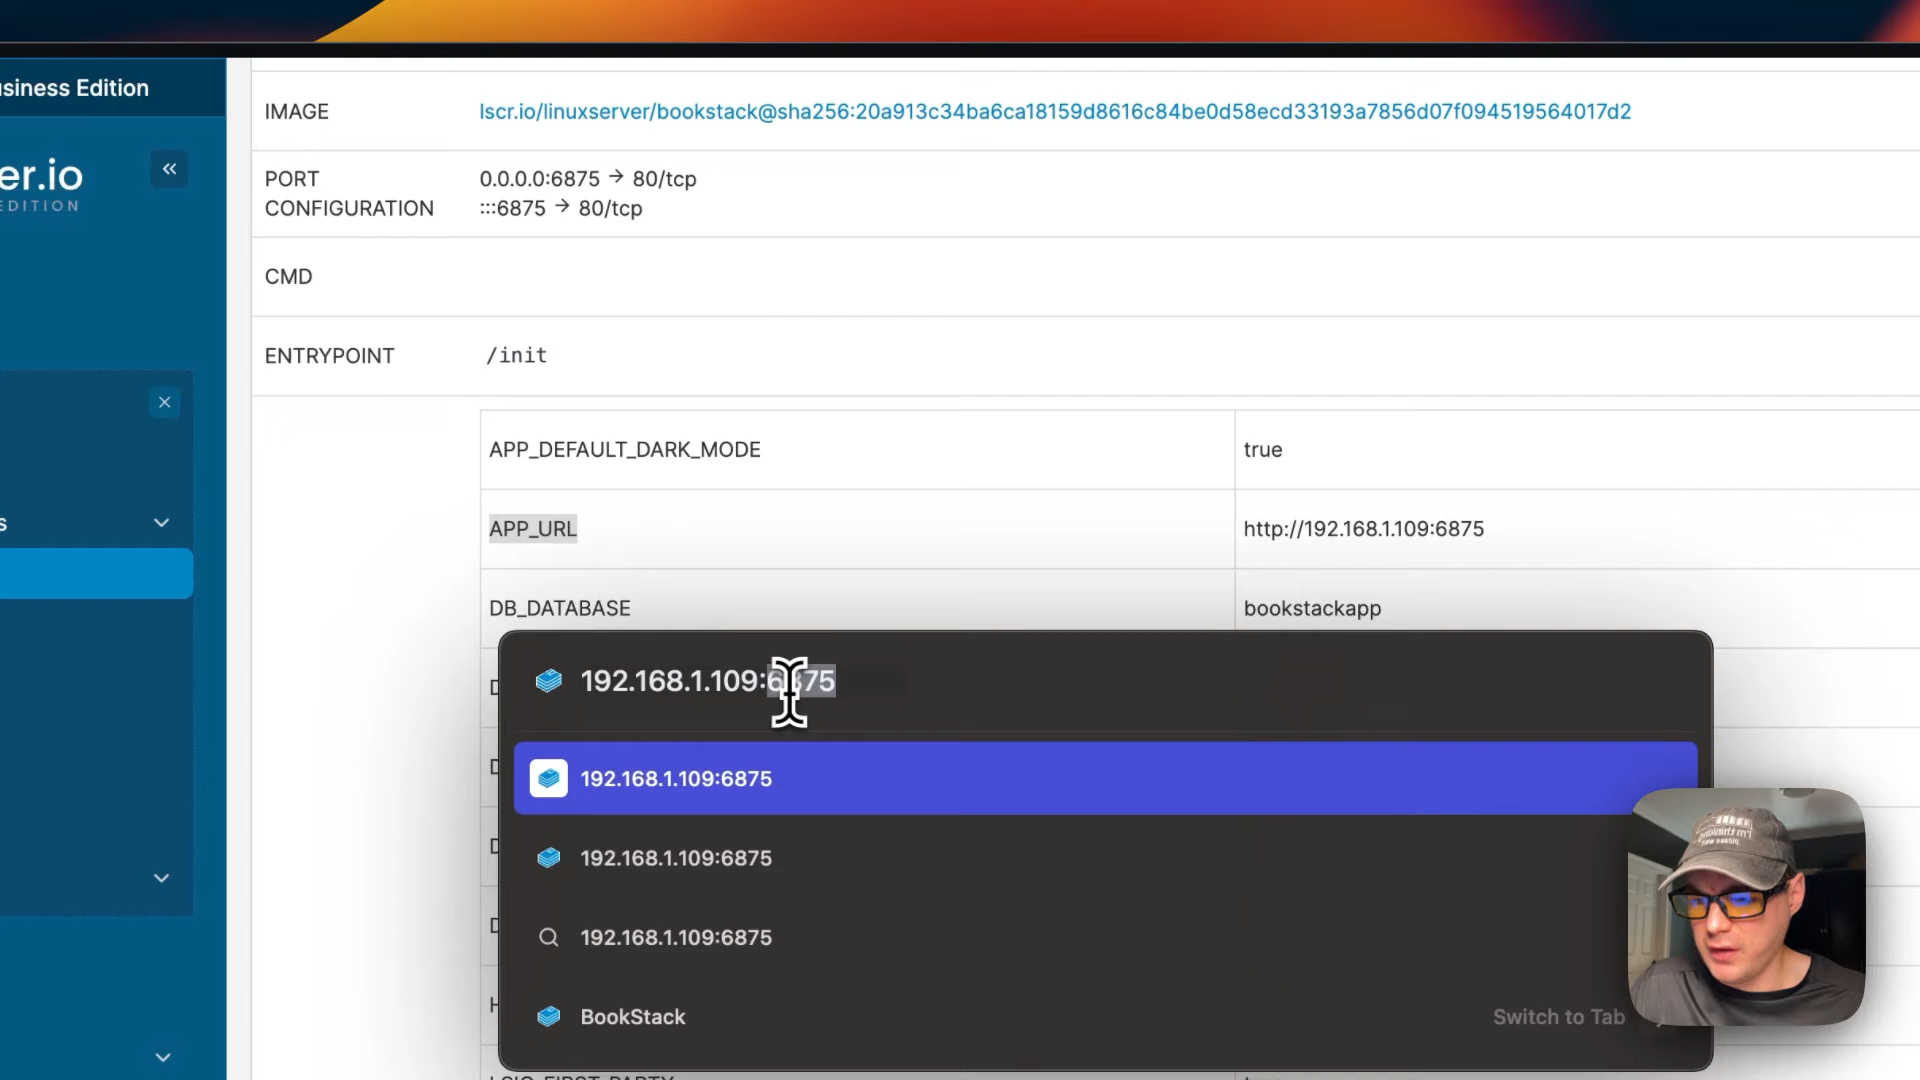 siness Edition
er.io
EDITION
IMAGE
lscr.io/linuxserver/bookstack@sha256:20a913c34ba6ca18159d8616c84be0d58ecd33193a7856d07f094519564017d2
PORT
CONFIGURATION
0.0.0.0:6875 → 80/tcp
:::6875 → 80/tcp
CMD
ENTRYPOINT
/init
APP_DEFAULT_DARK_MODE
true
APP_URL
http://192.168.1.109:6875
DB_DATABASE
bookstackapp
192.168.1.109:6875
192.168.1.109:6875
192.168.1.109:6875
192.168.1.109:6875
BookStack
Switch to Tab
LSIO_FIRST_PARTY